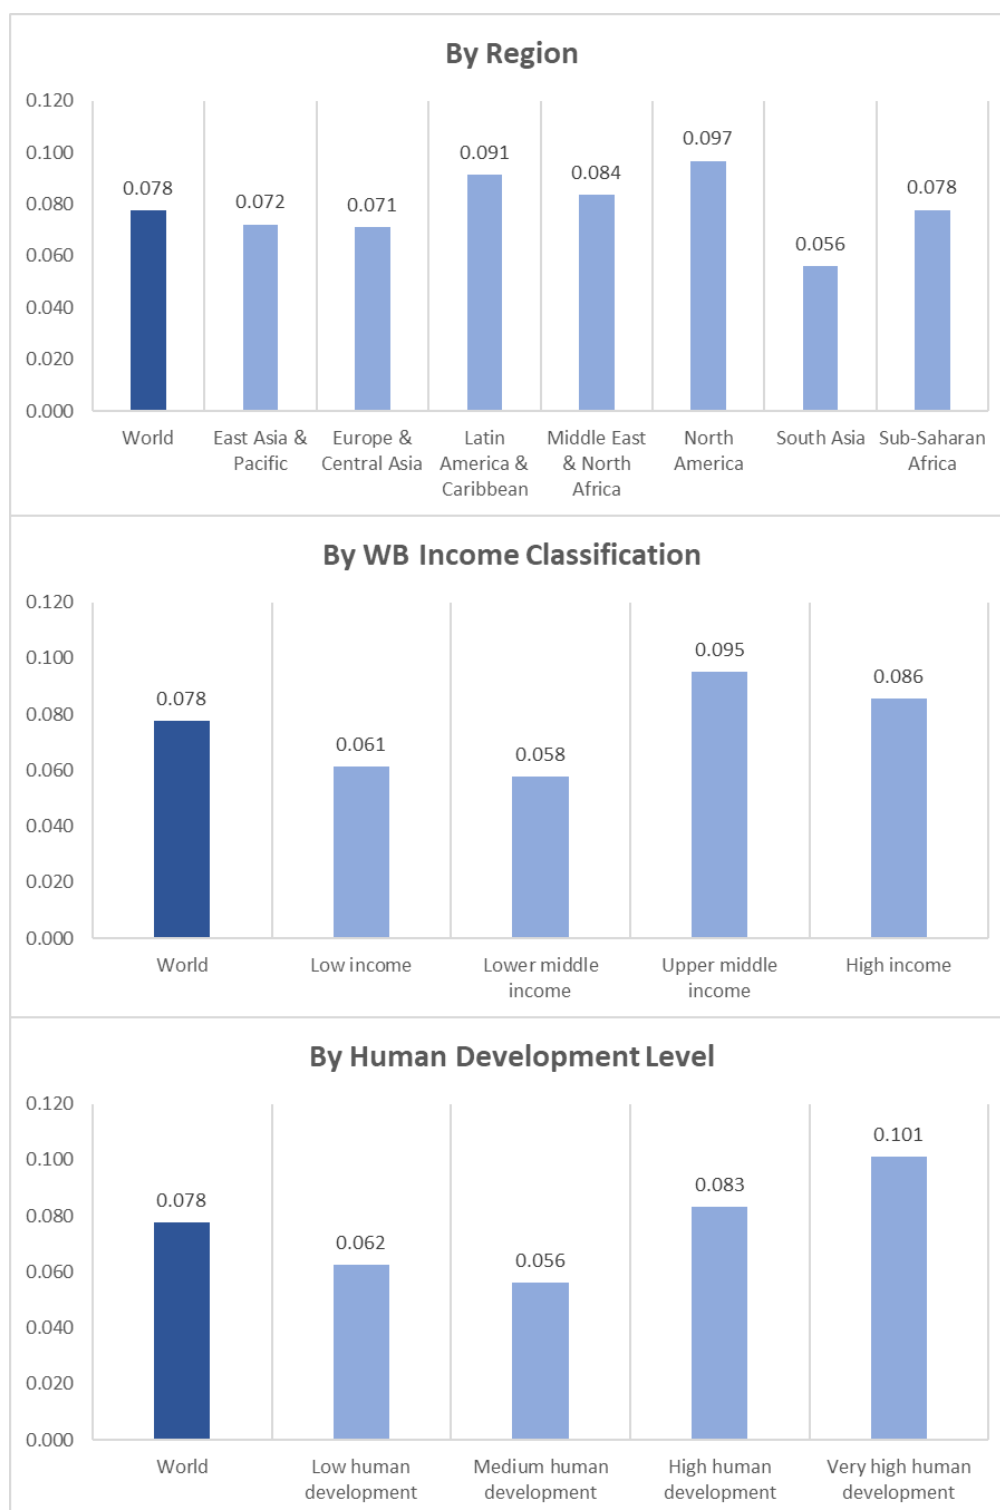 By Region
0.120
0.100
0.080
0.060
0.040
0.020
0.000
0.078
0.072
0.071
0.091
0.084
0.097
0.056
0.078
World
East Asia &
Pacific
Europe &
Central Asia
Latin
America &
Caribbean
Middle East
& North
Africa
North
America
South Asia
Sub-Saharan
Africa
By WB Income Classification
0.120
0.100
0.080
0.060
0.040
0.020
0.000
0.078
0.061
0.058
0.095
0.086
World
Low income
Lower middle
income
Upper middle
income
High income
By Human Development Level
0.120
0.100
0.080
0.060
0.040
0.020
0.000
0.078
0.062
0.056
0.083
0.101
World
Low human
development
Medium human
development
High human
development
Very high human
development